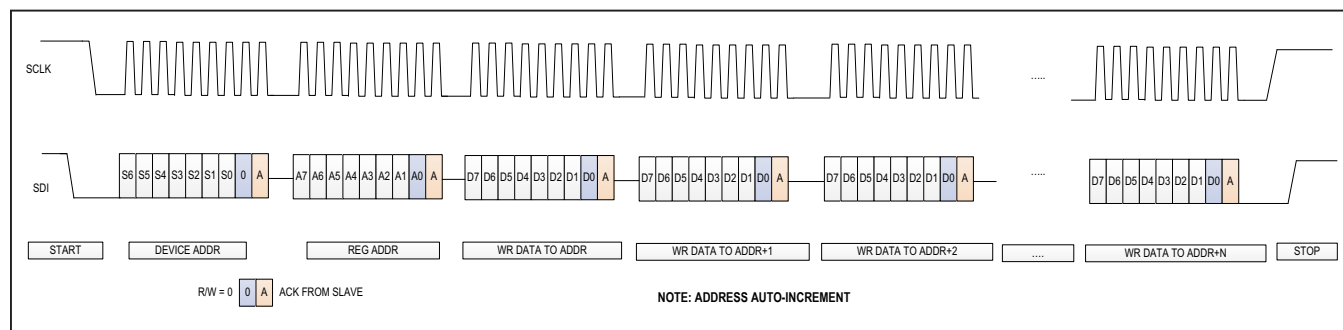 SCLK
.....
SDI
S6 S5 S4 S3 S2 S1 S0 0 A
A7 A6 A5 A4 A3 A2 A1 A0 A
D7 D6 D5 D4 D3 D2 D1 D0 A
D7 D6 D5 D4 D3 D2 D1 D0 A
D7 D6 D5 D4 D3 D2 D1 D0 A
.....
D7 D6 D5 D4 D3 D2 D1 D0 A
START
DEVICE ADDR
REG ADDR
WR DATA TO ADDR
WR DATA TO ADDR+1
WR DATA TO ADDR+2
....
WR DATA TO ADDR+N
STOP
R/W = 0 0 A ACK FROM SLAVE
NOTE: ADDRESS AUTO-INCREMENT